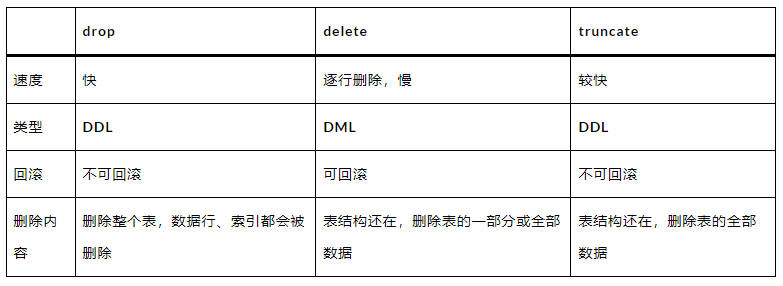 drop delete truncate
速度 快 逐行删除，慢 较快
类型 DDL DML DDL
回滚 不可回滚 可回滚 不可回滚
删除内 删除整个表，数据行、索引都会被 表结构还在，删除表的一部分或全部 表结构还在，删除表的全部
容 删除 数据 数据